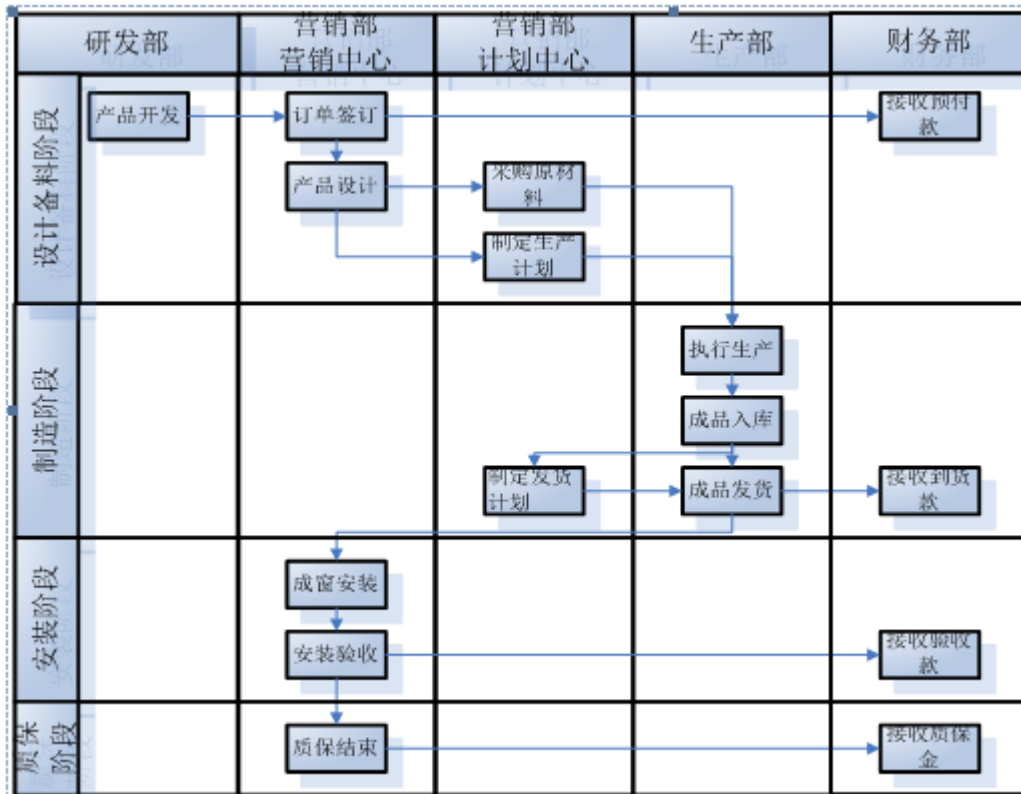 研发部
营销部
营销中心
营销部
计划中心
生产部
财务部
设计备料阶段
产品开发
订单签订
接收预付
款
产品设计
采购原材
料
制定生产
计划
制造阶段
执行生产
成品入库
制定发货
计划
成品发货
接收到货
款
安装阶段
成窗安装
安装验收
接收验收
款
质保
阶段
质保结束
接收质保
金